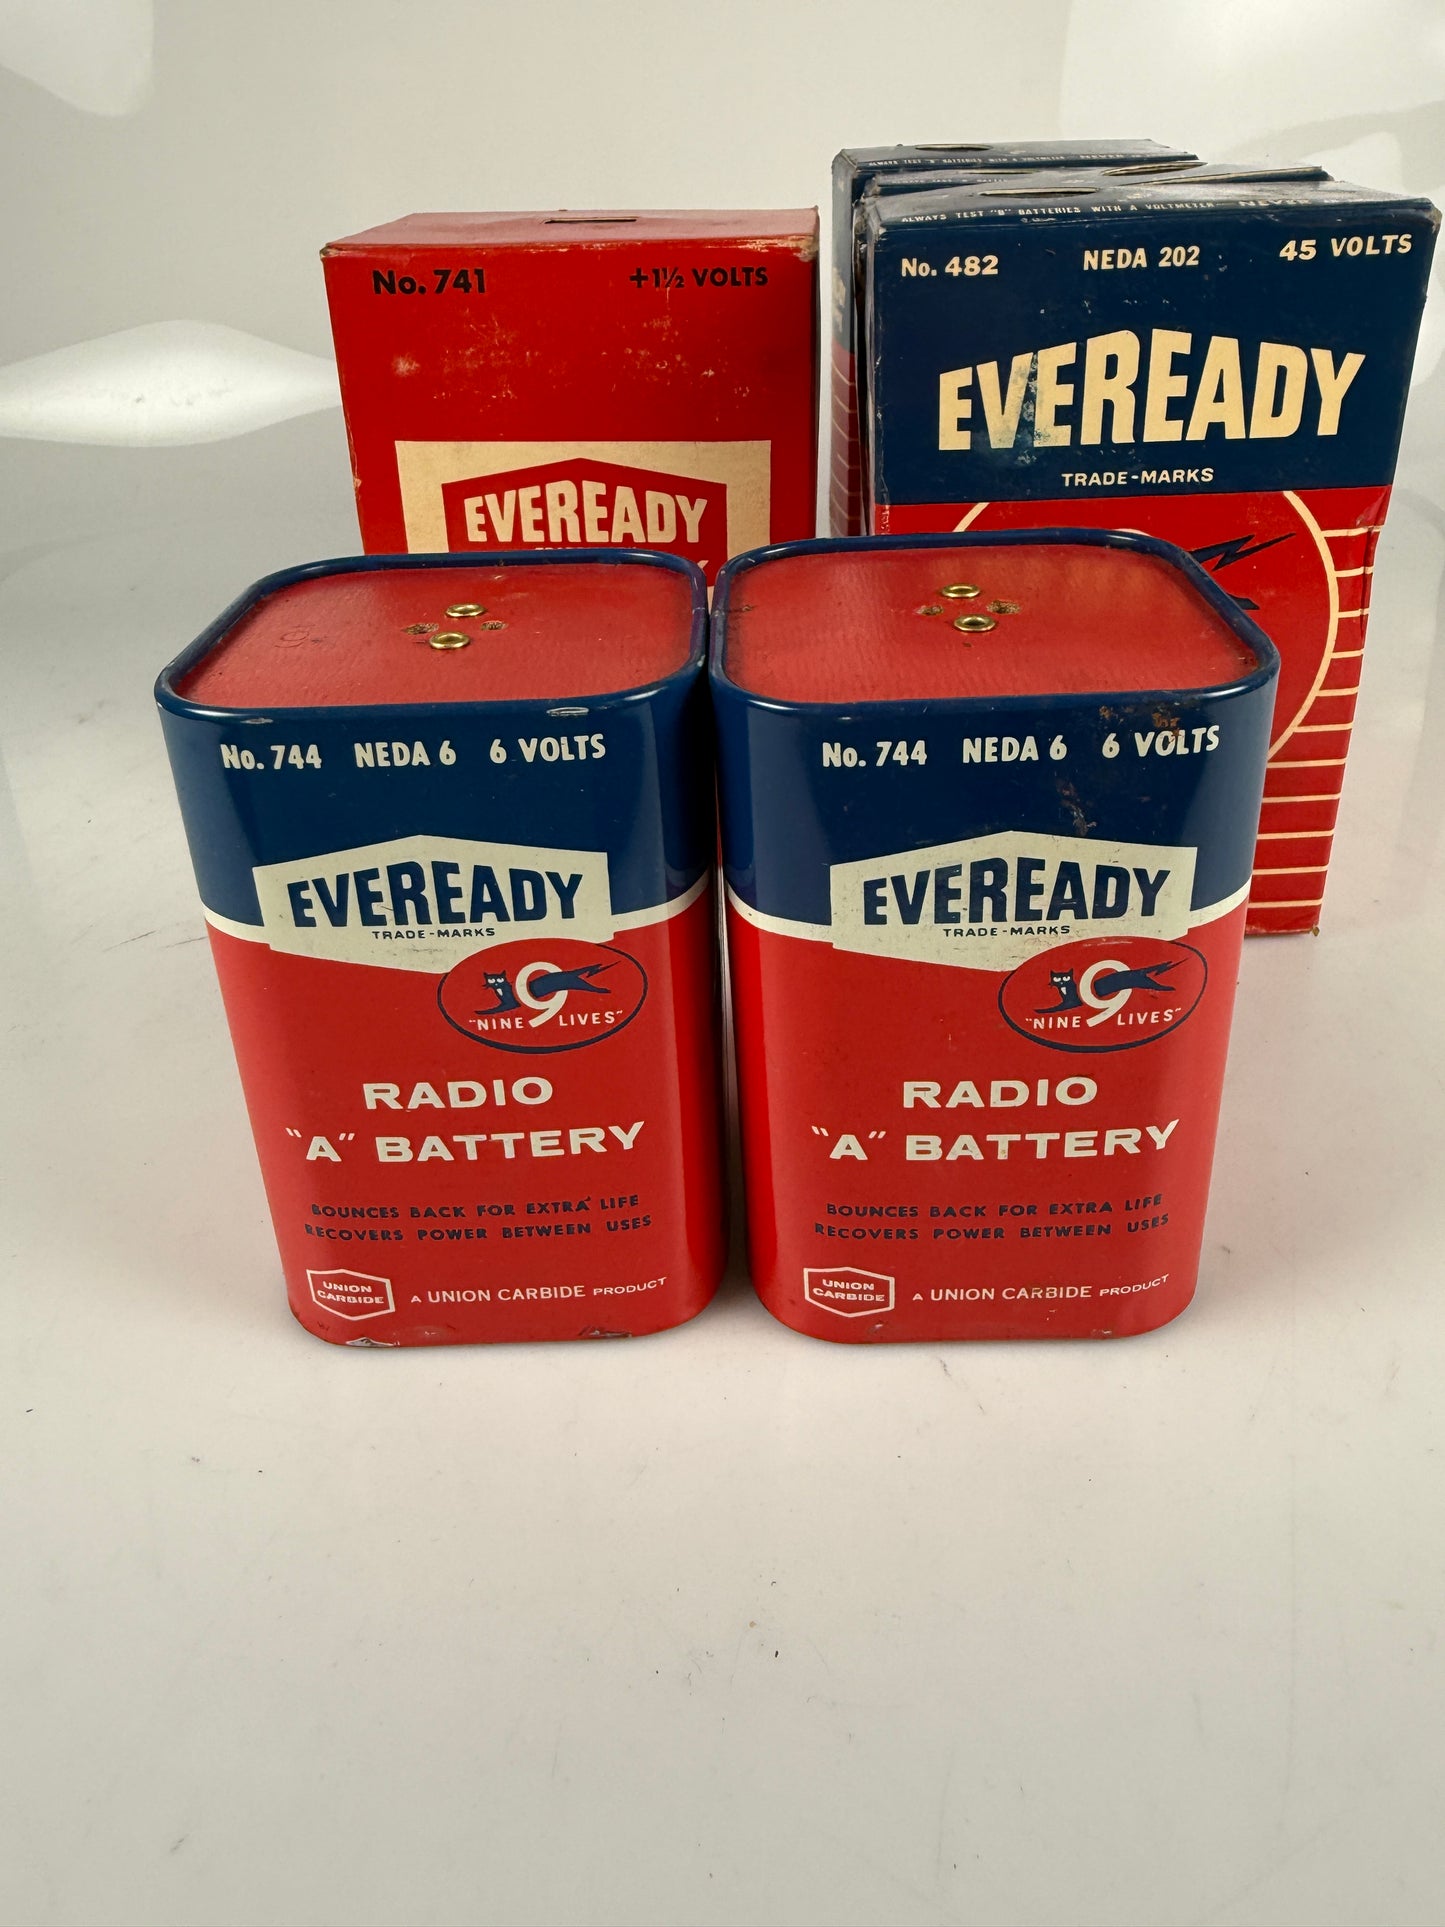 No. 741 +1½ VOLTS
EVEREADY
ALWAYS TEST "B" BATTERIES WITH A VOLTMETER NEVER
No. 482 NEDA 202 45 VOLTS
EVEREADY
TRADE-MARKS
No. 744 NEDA 6 6 VOLTS
EVEREADY
TRADE-MARKS
9
"NINE LIVES"
RADIO
"A" BATTERY
BOUNCES BACK FOR EXTRA LIFE
RECOVERS POWER BETWEEN USES
UNION
CARBIDE
A UNION CARBIDE PRODUCT
No. 744 NEDA 6 6 VOLTS
EVEREADY
TRADE-MARKS
9
"NINE LIVES"
RADIO
"A" BATTERY
BOUNCES BACK FOR EXTRA LIFE
RECOVERS POWER BETWEEN USES
UNION
CARBIDE
A UNION CARBIDE PRODUCT